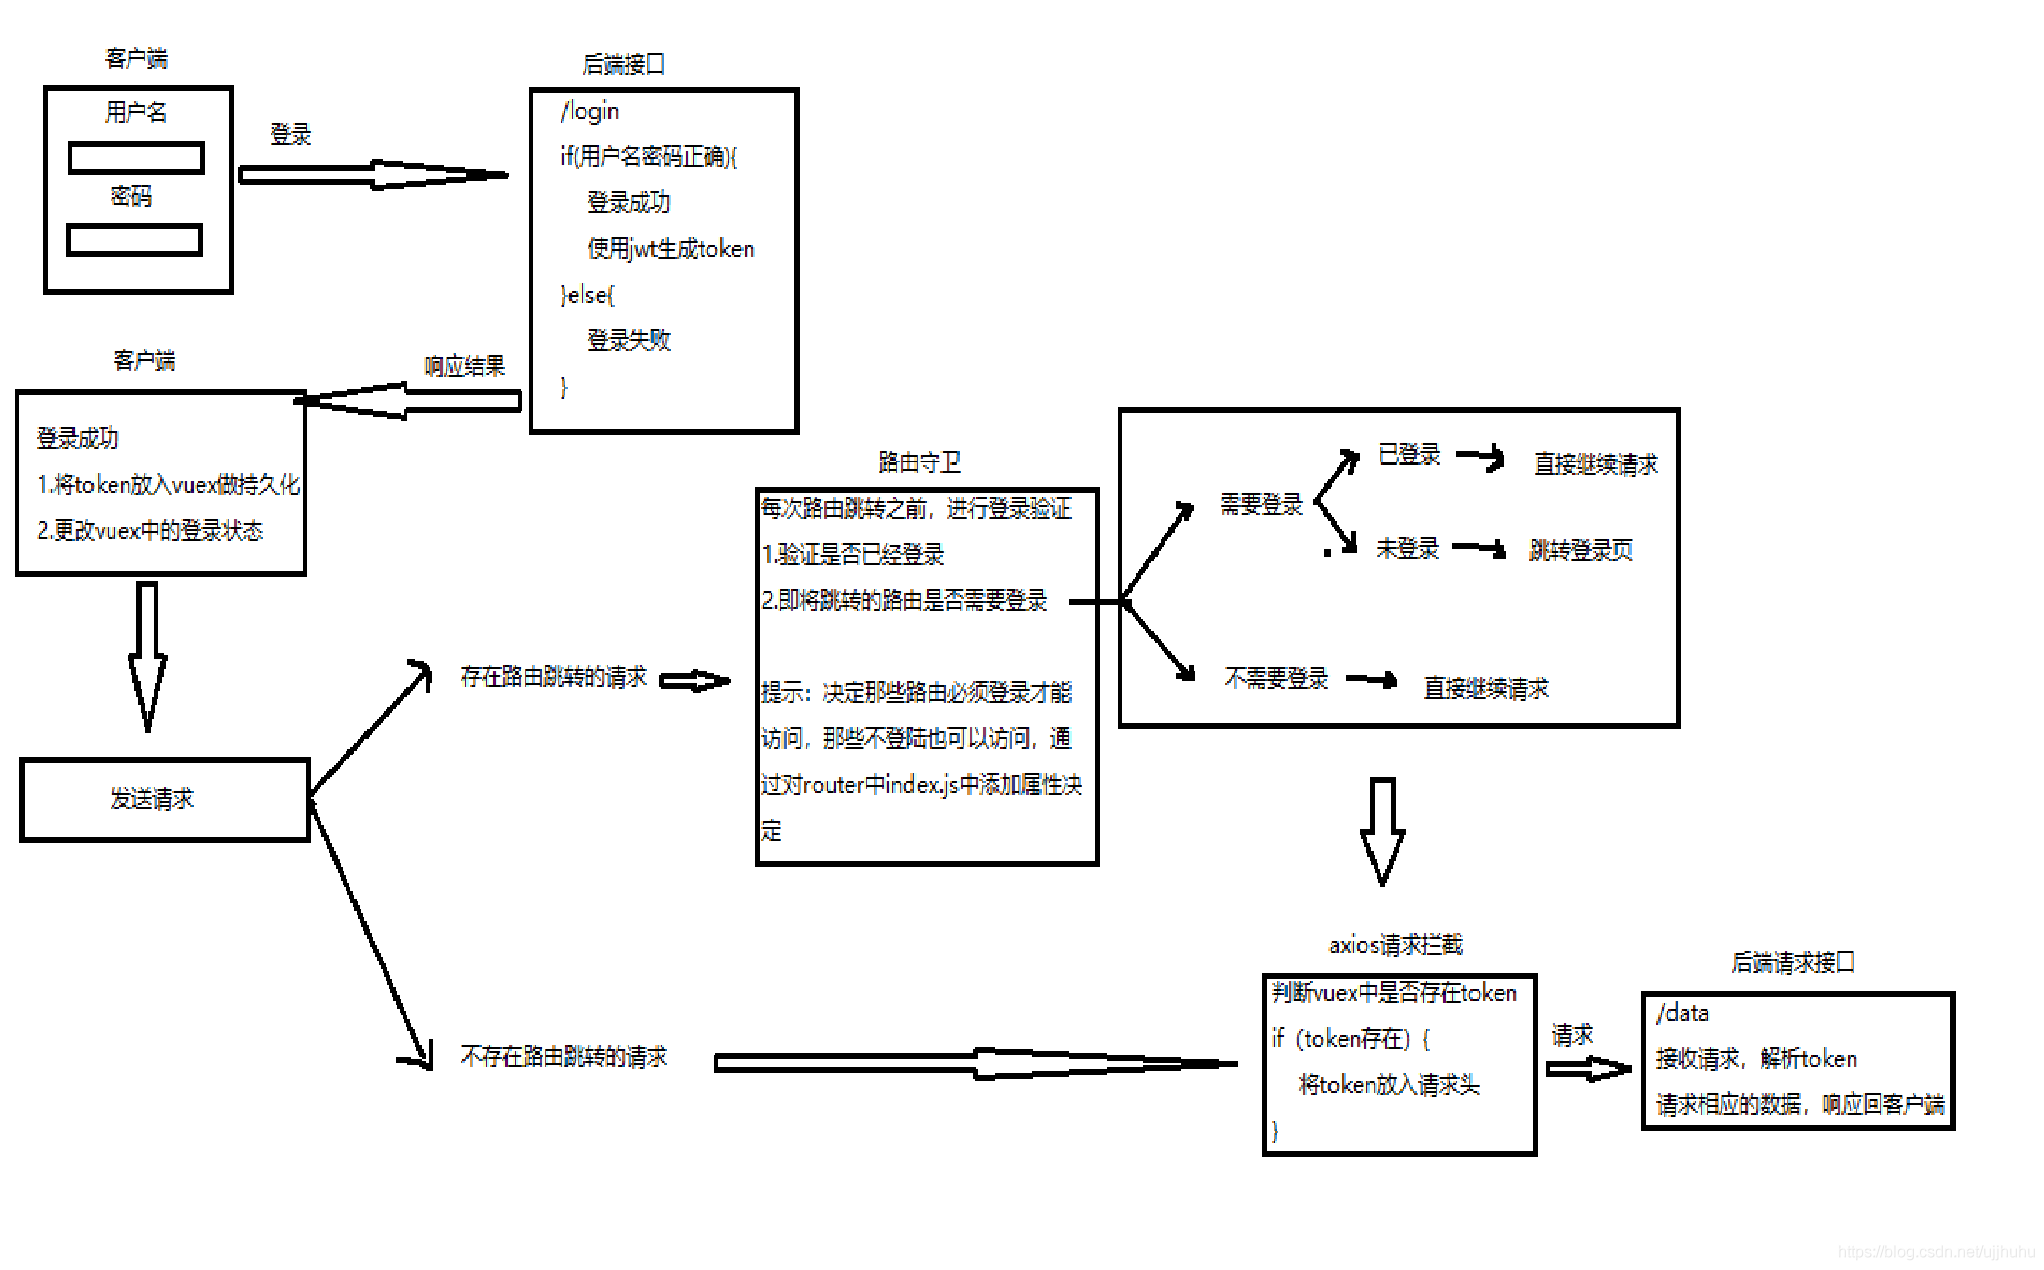 客户端
用户名
密码
登录
后端接口
/login
if(用户名密码正确){
登录成功
使用jwt生成token
}else{
登录失败
}
响应结果
客户端
登录成功
1.将token放入vuex做持久化
2.更改vuex中的登录状态
发送请求
存在路由跳转的请求
不存在路由跳转的请求
路由守卫
每次路由跳转之前，进行登录验证
1.验证是否已经登录
2.即将跳转的路由是否需要登录
提示：决定那些路由必须登录才能
访问，那些不登陆也可以访问，通
过对router中index.js中添加属性决
定
需要登录
已登录
直接继续请求
未登录
跳转登录页
不需要登录
直接继续请求
axios请求拦截
判断vuex中是否存在token
if（token存在）{
将token放入请求头
}
请求
后端请求接口
/data
接收请求，解析token
请求相应的数据，响应回客户端
https://blog.csdn.net/ujjhuhu